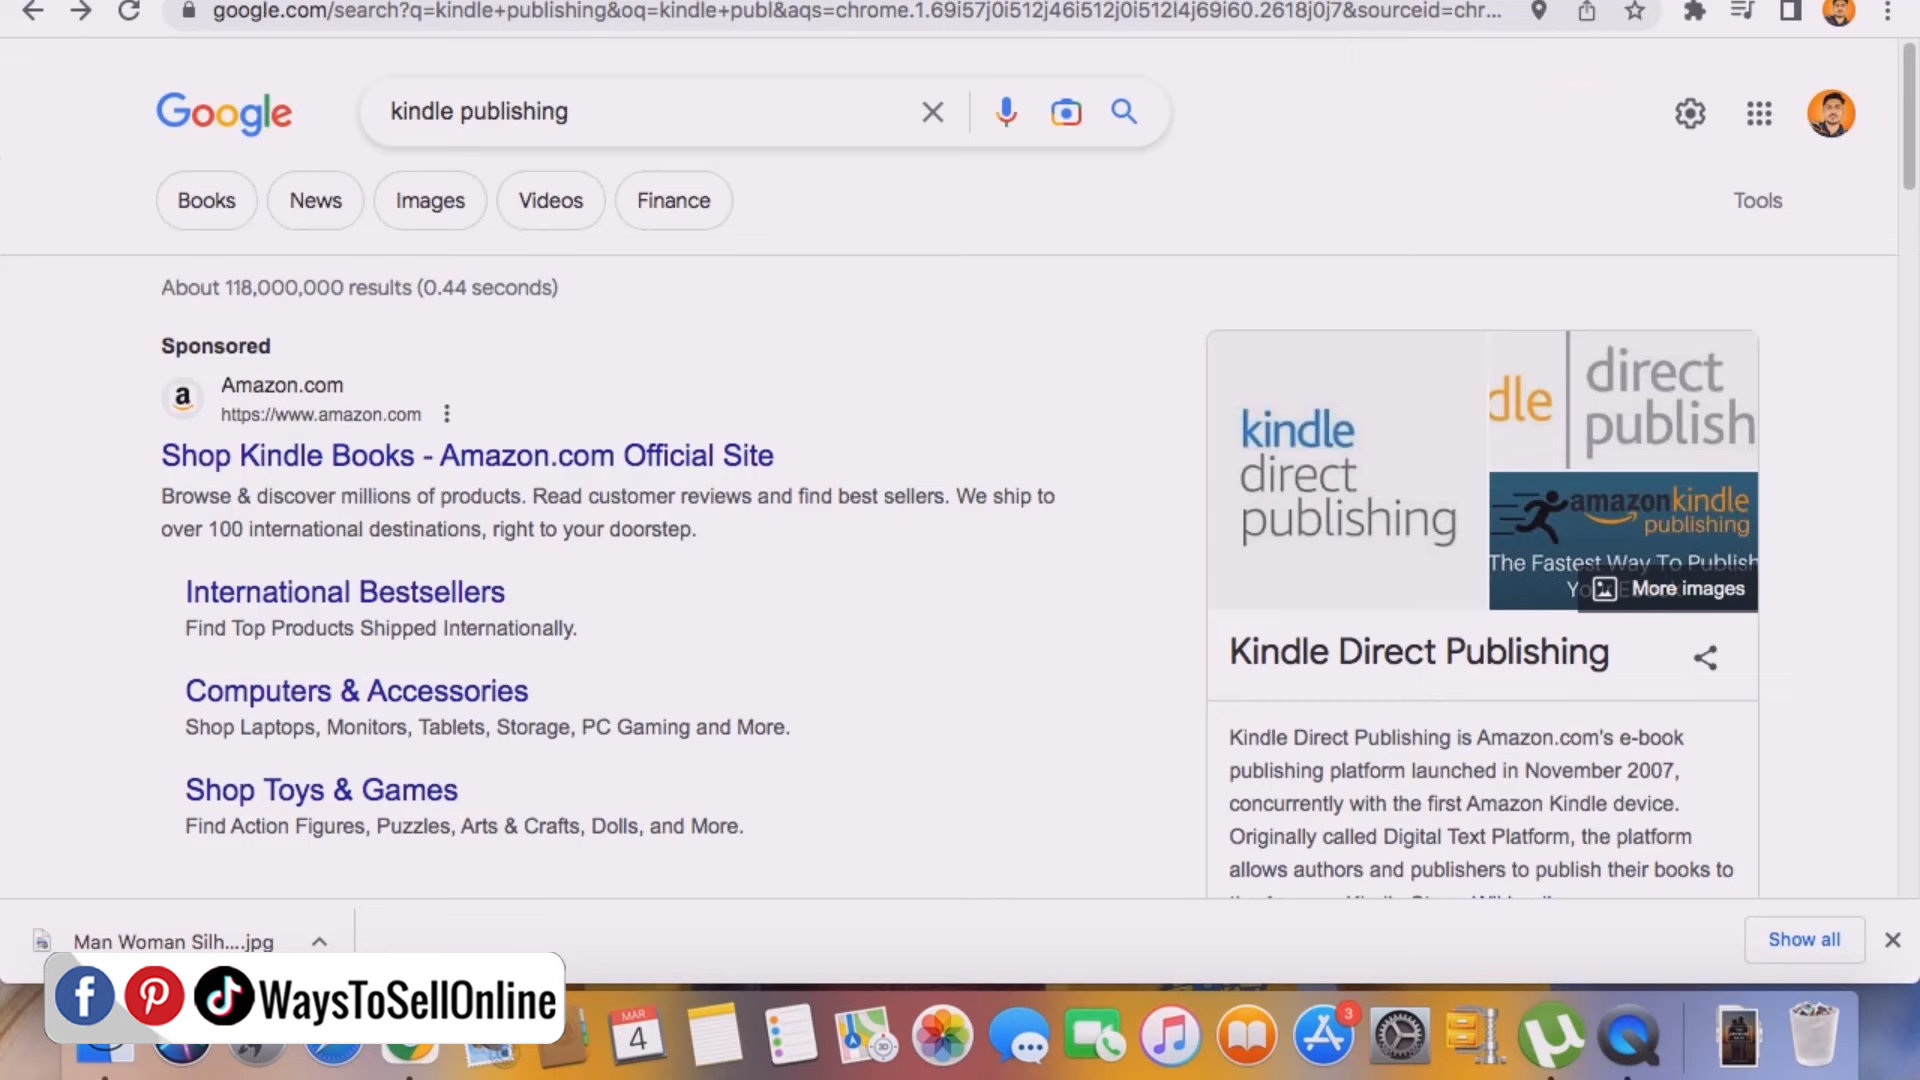 google.com/search?q=kindle+publishing&oq=kindle+publ&aqs=chrome.1.69i57j0i512j46i512j0i512l4j69i60.2618j0j7&sourceid=chr...
Google
kindle publishing
Books
News
Images
Videos
Finance
Tools
About 118,000,000 results (0.44 seconds)
Sponsored
a
Amazon.com
https://www.amazon.com
Shop Kindle Books - Amazon.com Official Site
Browse & discover millions of products. Read customer reviews and find best sellers. We ship to
over 100 international destinations, right to your doorstep.
International Bestsellers
Find Top Products Shipped Internationally.
Computers & Accessories
Shop Laptops, Monitors, Tablets, Storage, PC Gaming and More.
Shop Toys & Games
Find Action Figures, Puzzles, Arts & Crafts, Dolls, and More.
kindle
direct
publishing
dle
direct
publish
amazonkindle
publishing
The Fastest Way To Publish
More images
Kindle Direct Publishing
Kindle Direct Publishing is Amazon.com's e-book
publishing platform launched in November 2007,
concurrently with the first Amazon Kindle device.
Originally called Digital Text Platform, the platform
allows authors and publishers to publish their books to
Man Woman Silh....jpg
Show all
WaysToSellOnline
MAR
4
3D
3